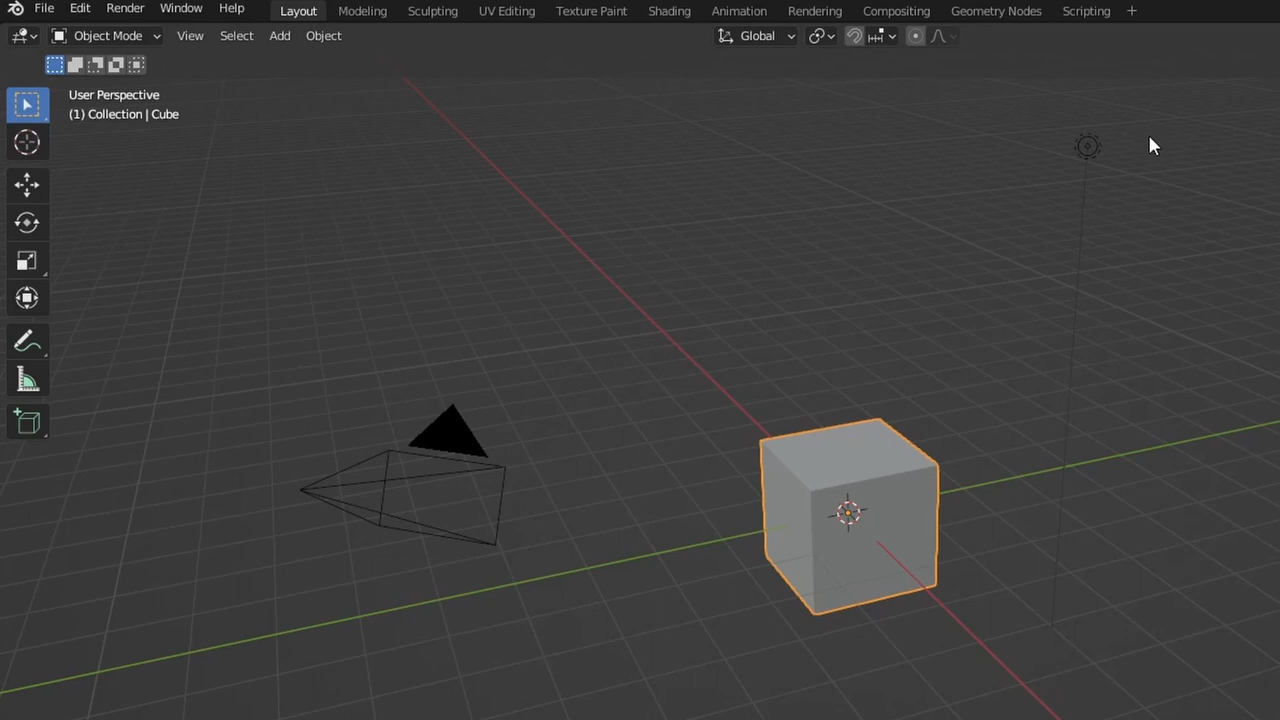 File Edit Render Window Help Layout Modeling Sculpting UV Editing Texture Paint Shading Animation Rendering Compositing Geometry Nodes Scripting +
Object Mode View Select Add Object Global
User Perspective
(1) Collection | Cube